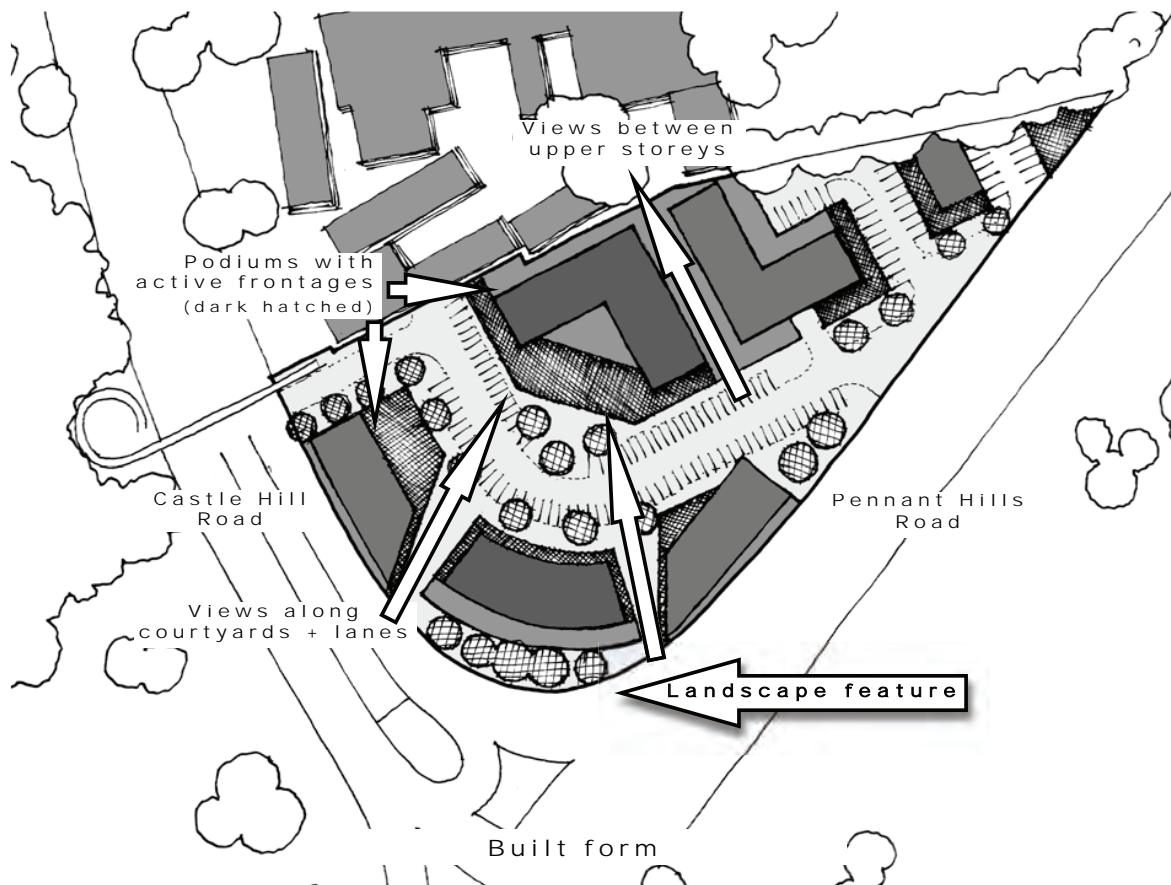 Views between
upper storeys
Podiums with
active frontages
(dark hatched)
Castle Hill
Road
Pennant Hills
Road
Views along
courtyards + lanes
Landscape feature
Built form